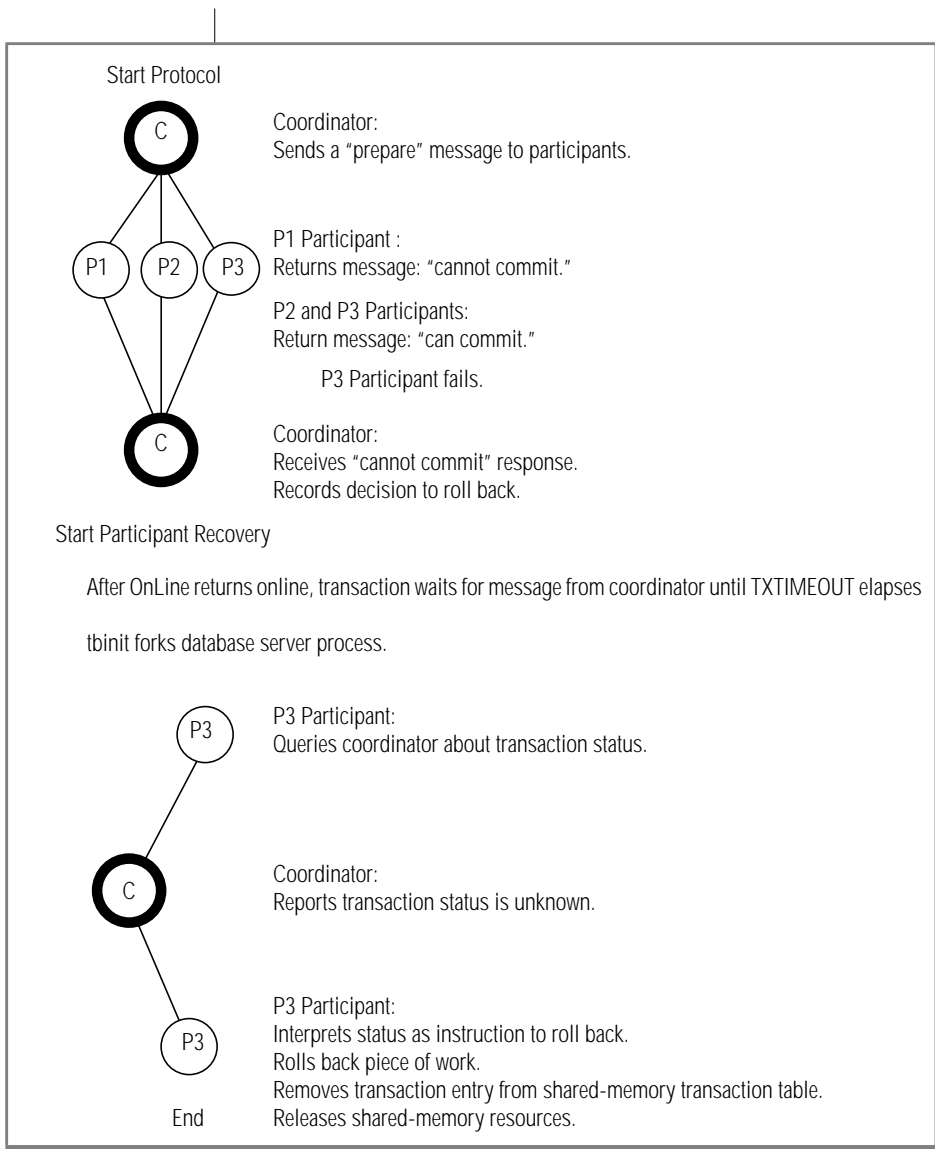 Start Protocol
C
Coordinator:
Sends a “prepare” message to participants.
P1
P2
P3
P1 Participant :
Returns message: “cannot commit.”
P2 and P3 Participants:
Return message: “can commit.”
P3 Participant fails.
C
Coordinator:
Receives “cannot commit” response.
Records decision to roll back.
Start Participant Recovery
After OnLine returns online, transaction waits for message from coordinator until TXTIMEOUT elapses
tbinit forks database server process.
P3
P3 Participant:
Queries coordinator about transaction status.
C
Coordinator:
Reports transaction status is unknown.
P3
P3 Participant:
Interprets status as instruction to roll back.
Rolls back piece of work.
Removes transaction entry from shared-memory transaction table.
End
Releases shared-memory resources.